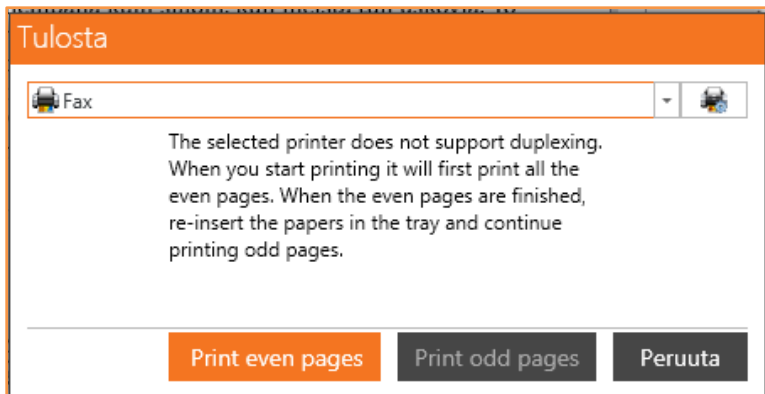 Tulosta
Fax
The selected printer does not support duplexing.
When you start printing it will first print all the
even pages. When the even pages are finished,
re-insert the papers in the tray and continue
printing odd pages.
Print even pages
Print odd pages
Peruuta